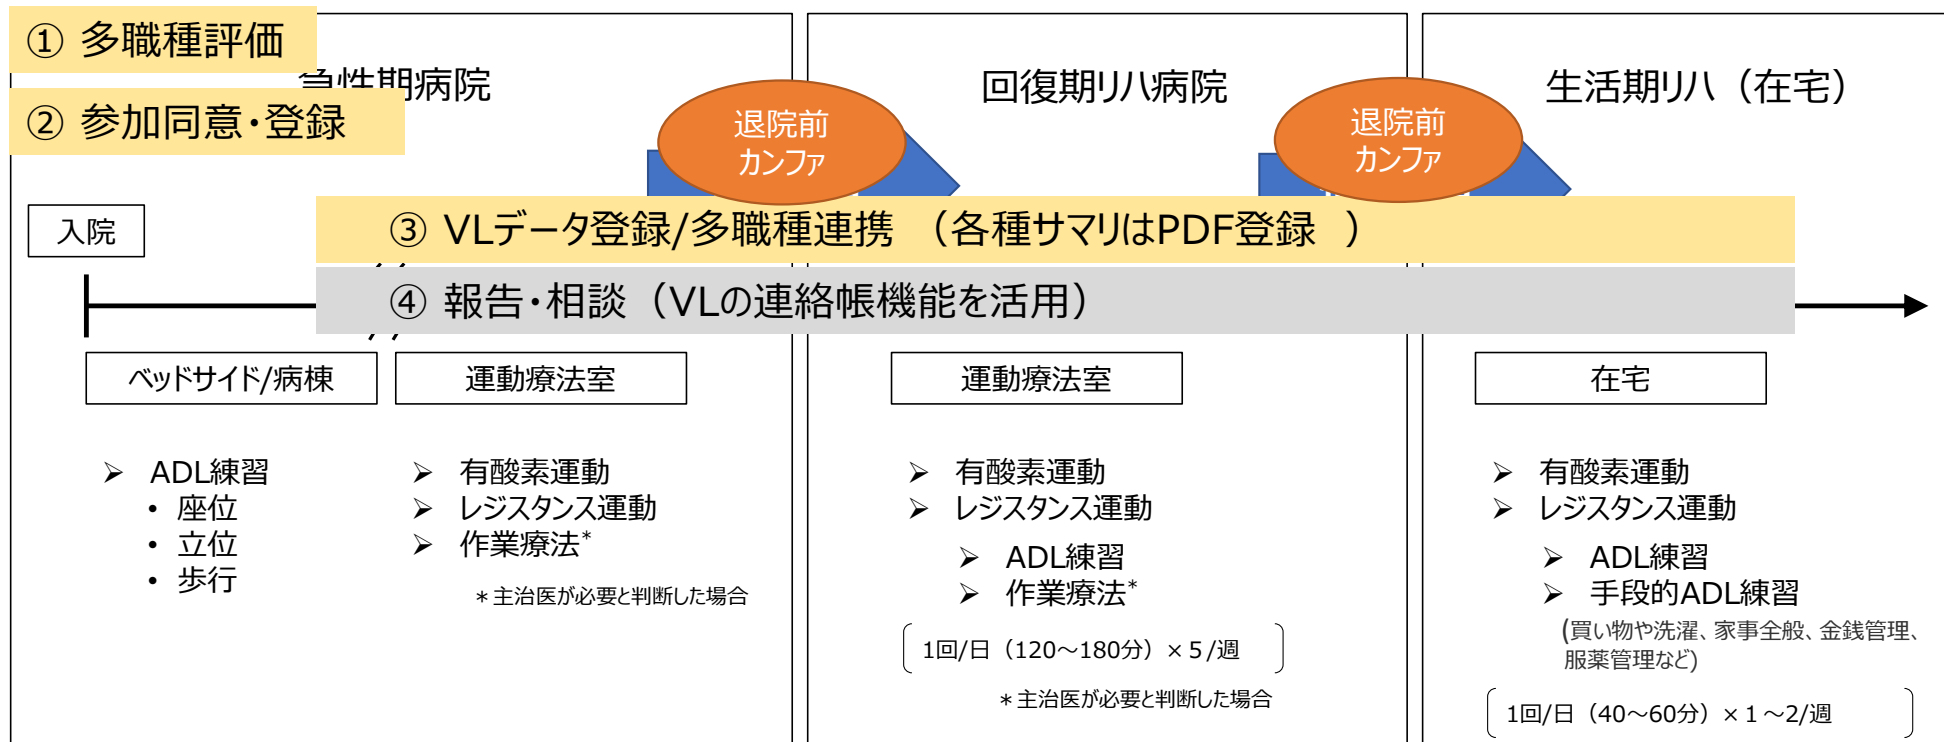 ① 多職種評価
急性期病院
② 参加同意・登録
退院前
カンファ
回復期リハ病院
退院前
カンファ
生活期リハ（在宅）
入院
③ VLデータ登録/多職種連携 （各種サマリはPDF登録 ）
④ 報告・相談（VLの連絡帳機能を活用）
ベッドサイド/病棟
運動療法室
運動療法室
在宅
➢ ADL練習
• 座位
• 立位
• 歩行
➢ 有酸素運動
➢ レジスタンス運動
➢ 作業療法*
＊主治医が必要と判断した場合
➢ 有酸素運動
➢ レジスタンス運動
➢ ADL練習
➢ 作業療法*
1回/日（120～180分）×５/週
＊主治医が必要と判断した場合
➢ 有酸素運動
➢ レジスタンス運動
➢ ADL練習
➢ 手段的ADL練習
(買い物や洗濯、家事全般、金銭管理、
服薬管理など)
1回/日（40～60分）×１～2/週